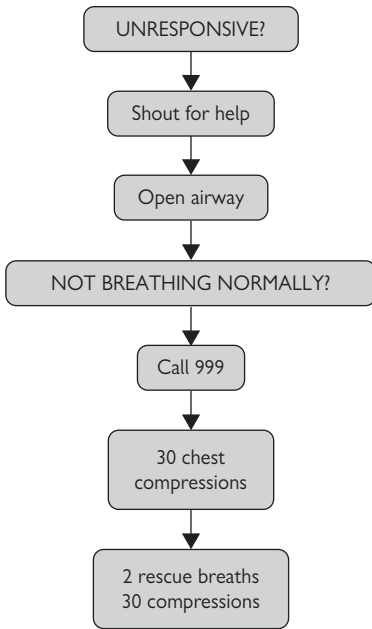 UNRESPONSIVE?
Shout for help
Open airway
NOT BREATHING NORMALLY?
Call 999
30 chest
compressions
2 rescue breaths
30 compressions